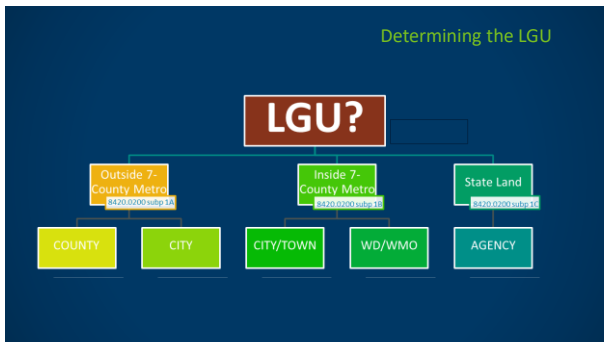 Determining the LGU
LGU?
Outside 7-
County Metro
8420.0200 subp 1A
Inside 7-
County Metro
8420.0200 subp 1B
State Land
8420.0200 subp 1C
COUNTY
CITY
CITY/TOWN
WD/WMO
AGENCY